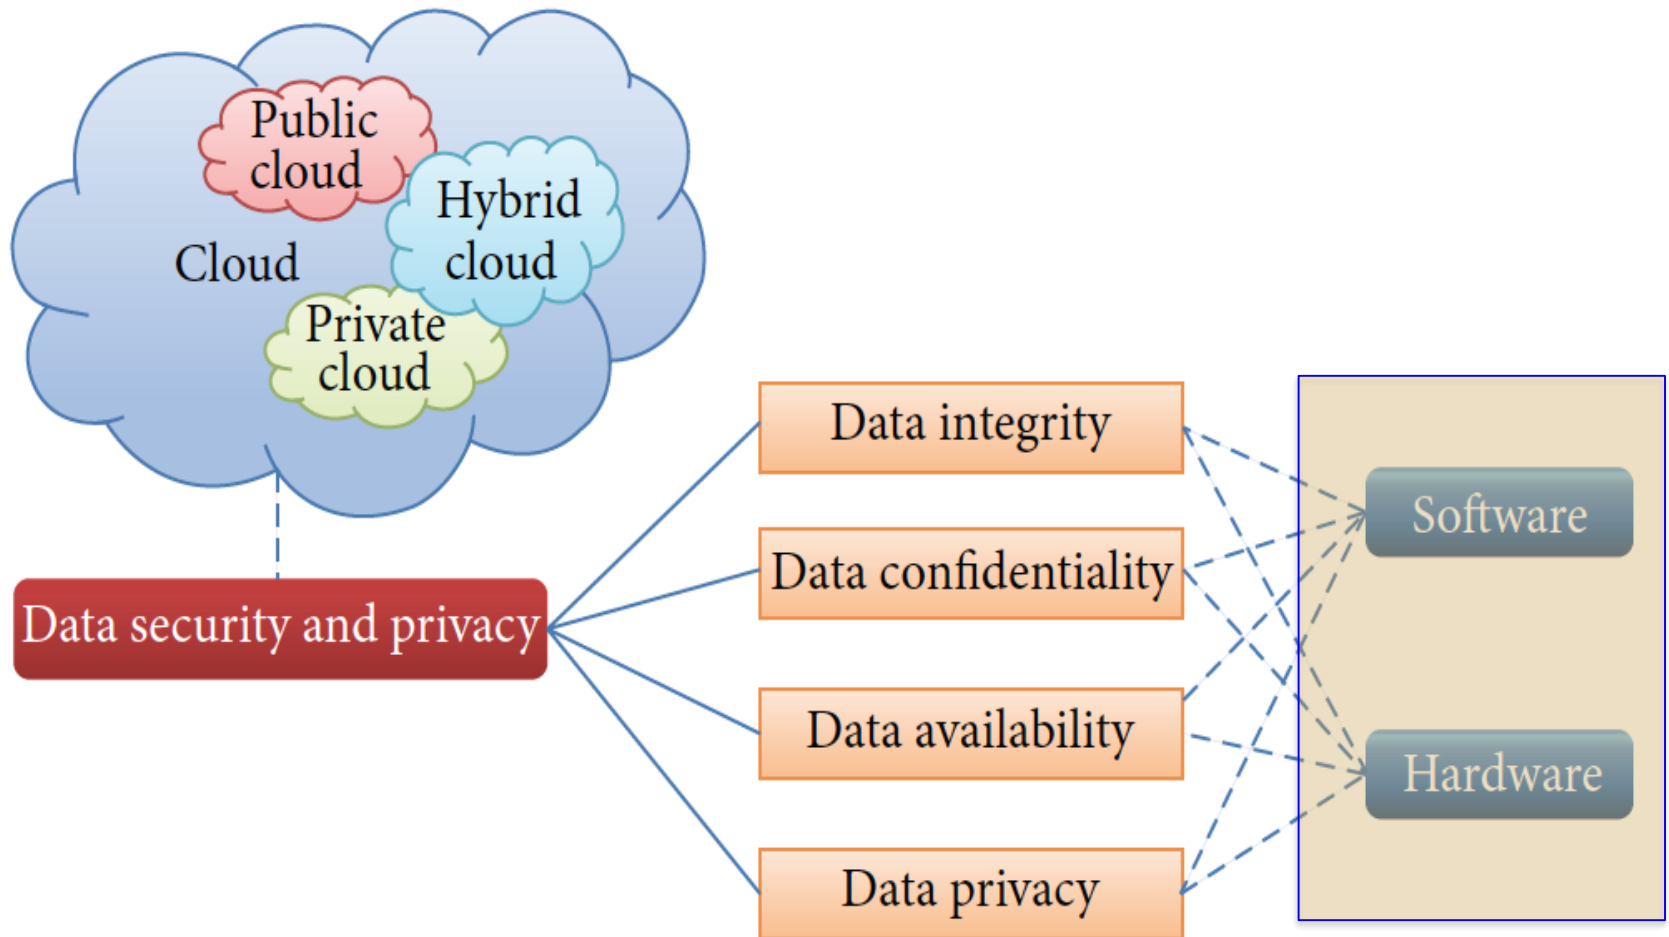 Public
cloud
Hybrid
cloud
Cloud
Private
cloud
Data integrity
Software
Data confidentiality
Data security and privacy
Data availability
Hardware
Data privacy